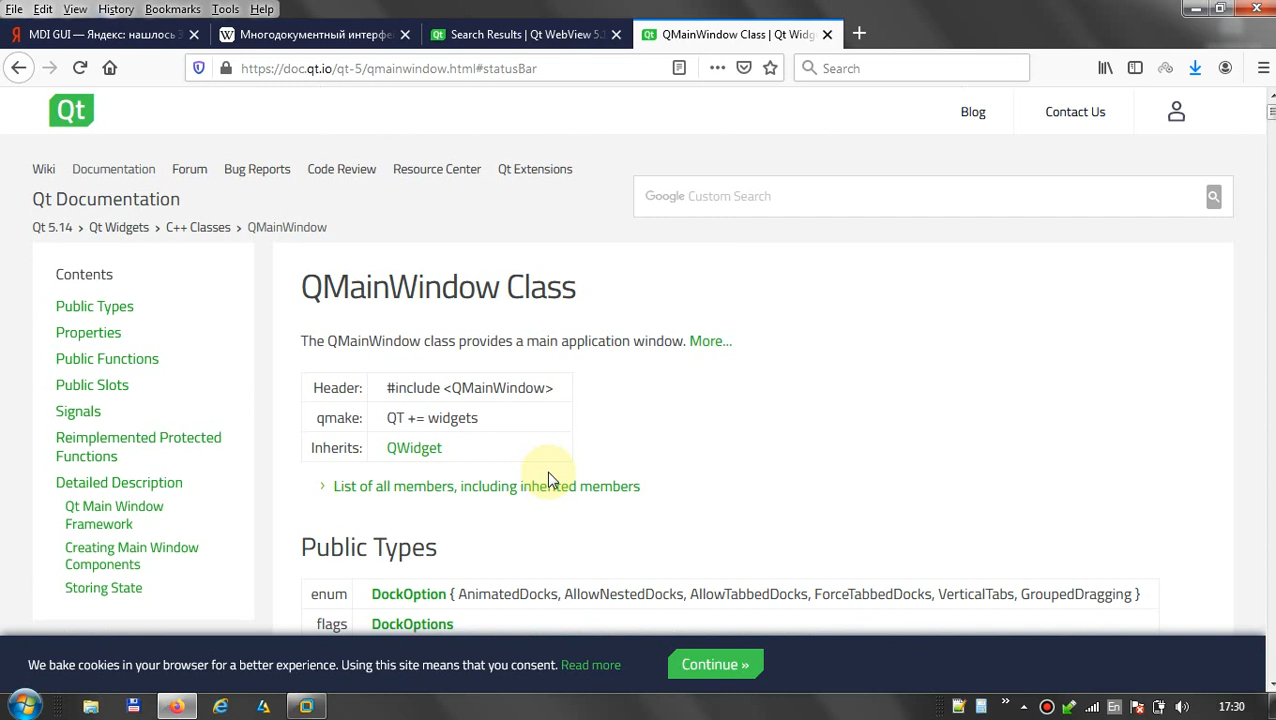 File Edit View History Bookmarks Tools Help
Я MDI GUI — Яндекс: нашлось
W Многодокументный интерфе
Qt Search Results | Qt WebView 5.
Qt QMainWindow Class | Qt Widg
https://doc.qt.io/qt-5/qmainwindow.html#statusBar
Search
Qt
Blog
Contact Us
Wiki Documentation Forum Bug Reports Code Review Resource Center Qt Extensions
Qt Documentation
Google Custom Search
Qt 5.14 › Qt Widgets › C++ Classes › QMainWindow
Contents
Public Types
Properties
Public Functions
Public Slots
Signals
Reimplemented Protected
Functions
Detailed Description
Qt Main Window
Framework
Creating Main Window
Components
Storing State
QMainWindow Class
The QMainWindow class provides a main application window. More...
Header: #include <QMainWindow>
qmake: QT += widgets
Inherits: QWidget
› List of all members, including inherited members
Public Types
enum DockOption { AnimatedDocks, AllowNestedDocks, AllowTabbedDocks, ForceTabbedDocks, VerticalTabs, GroupedDragging }
flags DockOptions
We bake cookies in your browser for a better experience. Using this site means that you consent. Read more
Continue »
En
17:30